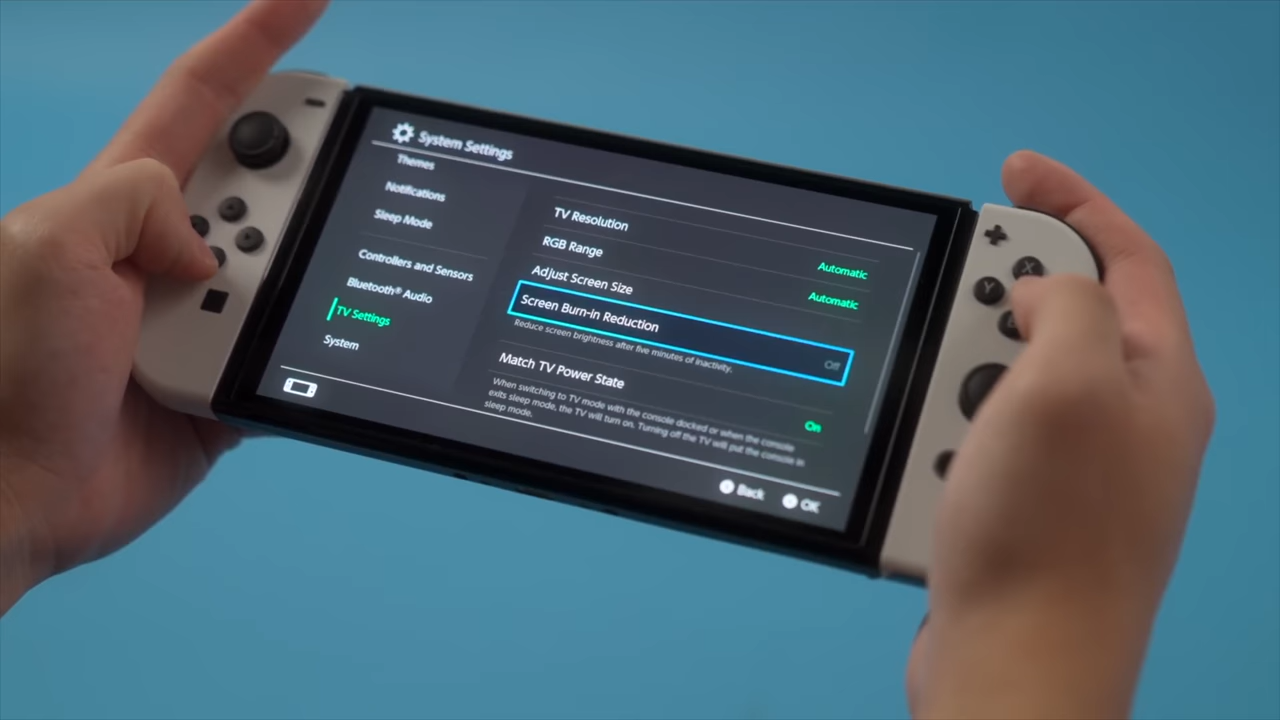 System Settings
Themes
Notifications
Sleep Mode
Controllers and Sensors
Bluetooth® Audio
TV Settings
System
TV Resolution
Automatic
RGB Range
Automatic
Adjust Screen Size
Screen Burn-in Reduction
Off
Reduce screen brightness after five minutes of inactivity.
Match TV Power State
On
When switching to TV mode with the console docked or when the console
exits sleep mode, the TV will turn on. Turning off the TV will put the console in
sleep mode.
Back
OK
X
Y